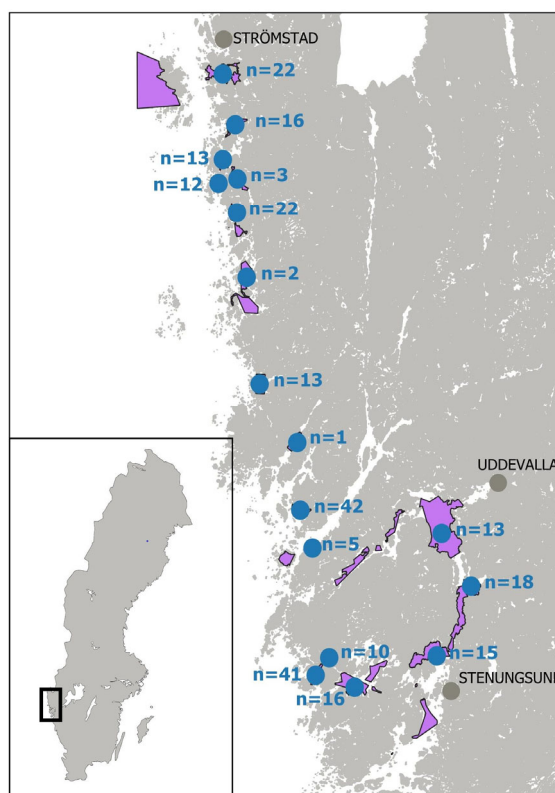 STRÖMSTAD
n=22
n=16
n=13
n=3
n=12
n=22
n=2
n=13
n=1
UDDEVALLA
n=42
n=13
n=5
n=18
n=10
n=15
n=41
n=16
STENUNGSUN